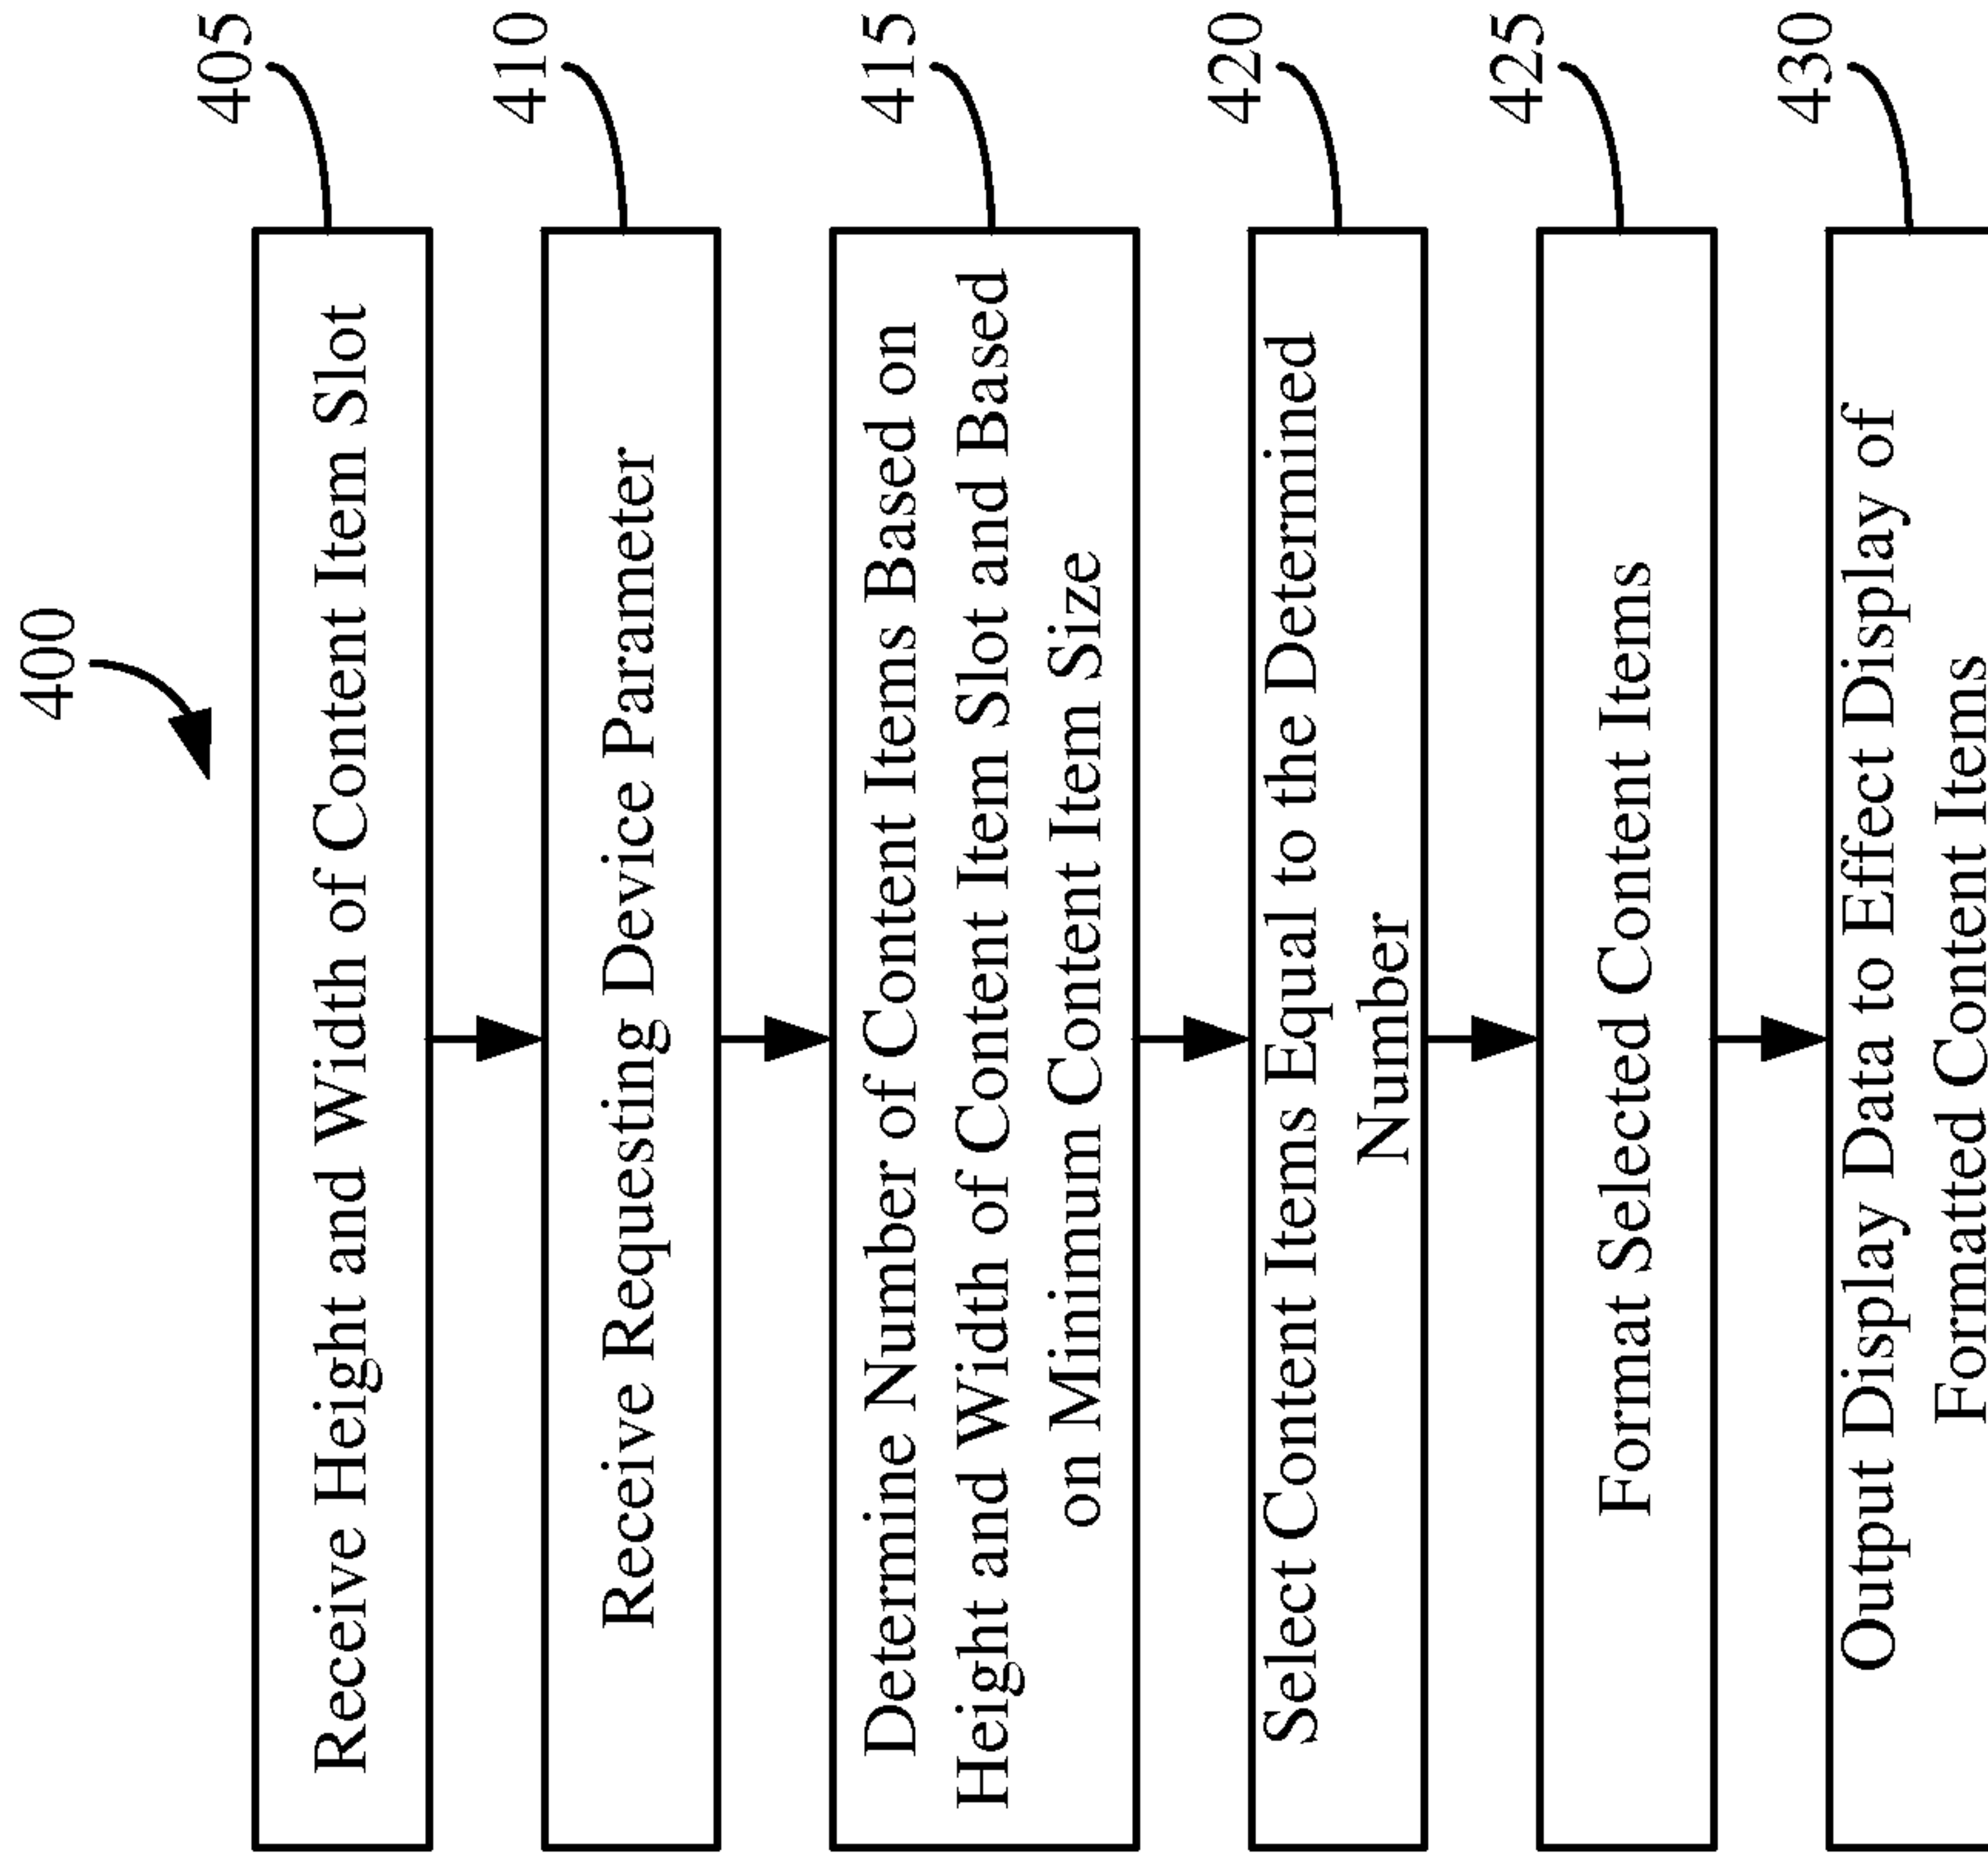 400
Receive Height and Width of Content Item Slot
405
Receive Requesting Device Parameter
410
Determine Number of Content Items Based on
Height and Width of Content Item Slot and Based
on Minimum Content Item Size
415
Select Content Items Equal to the Determined
Number
420
Format Selected Content Items
425
Output Display Data to Effect Display of
Formatted Content Items
430